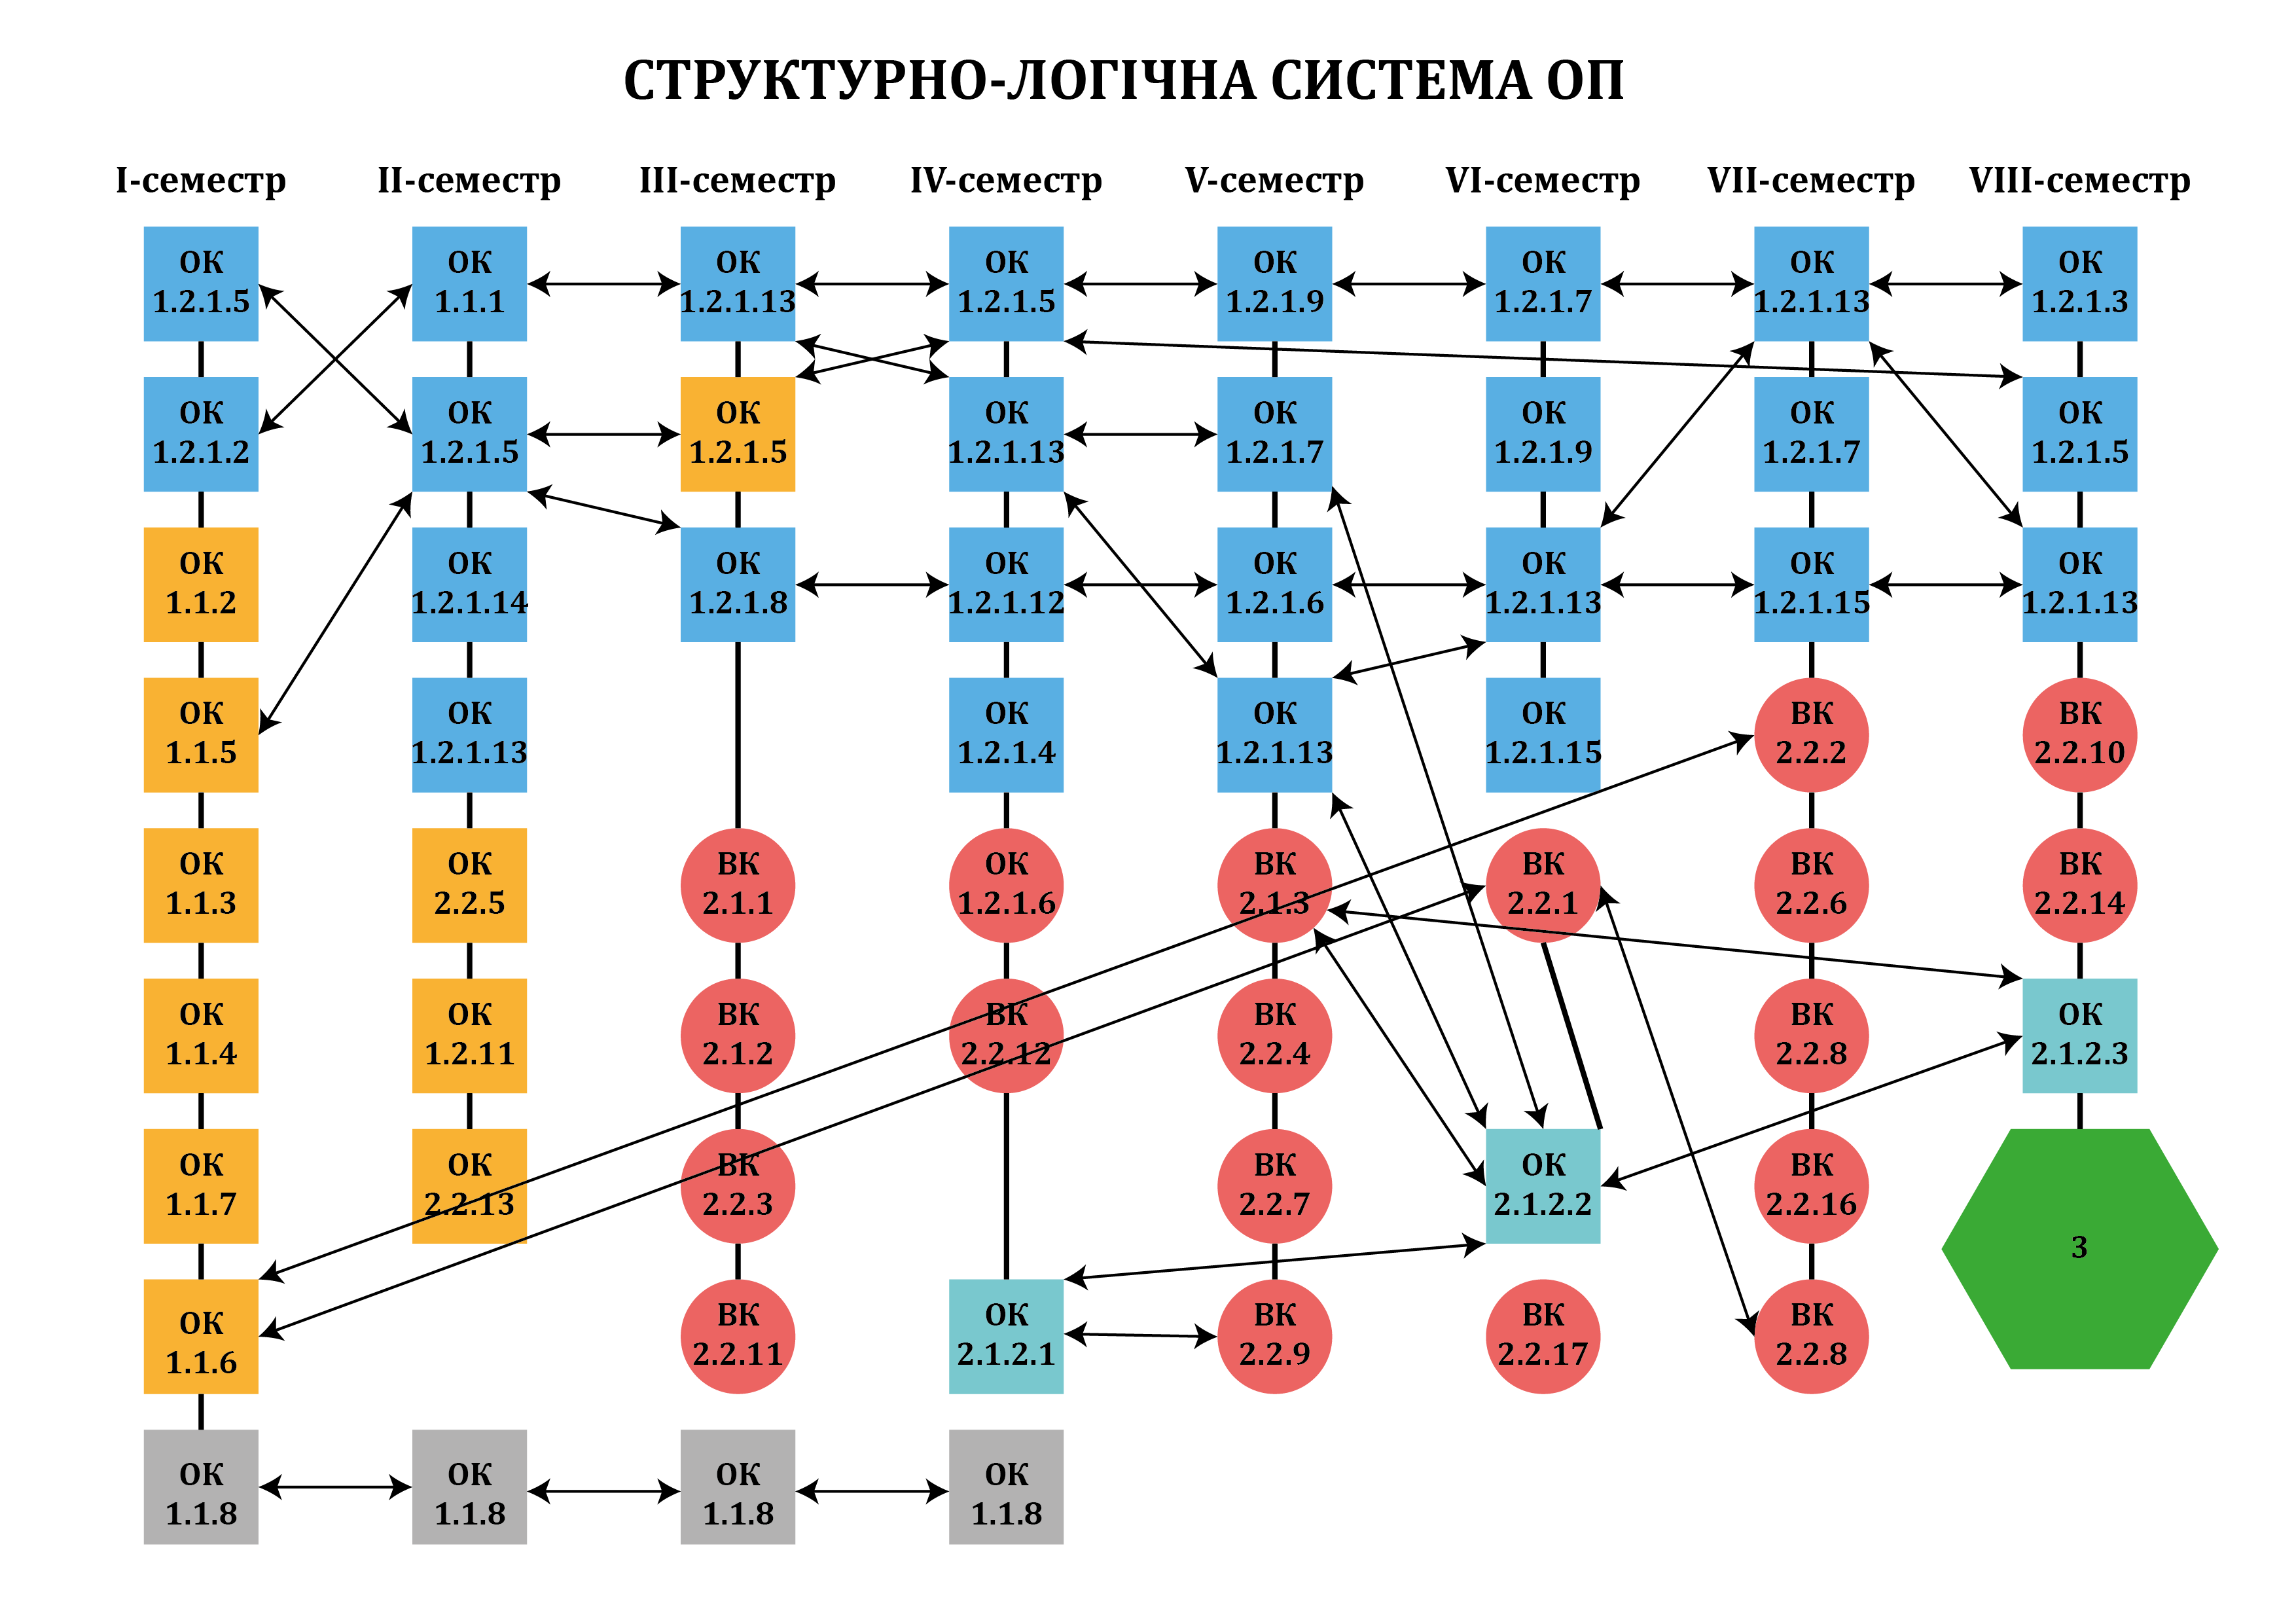 СТРУКТУРНО-ЛОГІЧНА СИСТЕМА ОП
I-семестр
II-семестр
III-семестр
IV-семестр
V-семестр
VI-семестр
VII-семестр
VIII-семестр
ОК
1.2.1.5
ОК
1.1.1
ОК
1.2.1.13
ОК
1.2.1.5
ОК
1.2.1.9
ОК
1.2.1.7
ОК
1.2.1.13
ОК
1.2.1.3
ОК
1.2.1.2
ОК
1.2.1.5
ОК
1.2.1.5
ОК
1.2.1.13
ОК
1.2.1.7
ОК
1.2.1.9
ОК
1.2.1.7
ОК
1.2.1.5
ОК
1.1.2
ОК
1.2.1.14
ОК
1.2.1.8
ОК
1.2.1.12
ОК
1.2.1.6
ОК
1.2.1.13
ОК
1.2.1.15
ОК
1.2.1.13
ОК
1.1.5
ОК
1.2.1.13
ОК
1.2.1.4
ОК
1.2.1.13
ОК
1.2.1.15
ВК
2.2.2
ВК
2.2.10
ОК
1.1.3
ОК
2.2.5
ВК
2.1.1
ОК
1.2.1.6
ВК
2.1.3
ВК
2.2.1
ВК
2.2.6
ВК
2.2.14
ОК
1.1.4
ОК
1.2.11
ВК
2.1.2
ВК
2.2.12
ВК
2.2.4
ВК
2.2.8
ОК
2.1.2.3
ОК
1.1.7
ОК
2.2.13
ВК
2.2.3
ВК
2.2.7
ОК
2.1.2.2
ВК
2.2.16
3
ОК
1.1.6
ВК
2.2.11
ОК
2.1.2.1
ВК
2.2.9
ВК
2.2.17
ВК
2.2.8
ОК
1.1.8
ОК
1.1.8
ОК
1.1.8
ОК
1.1.8